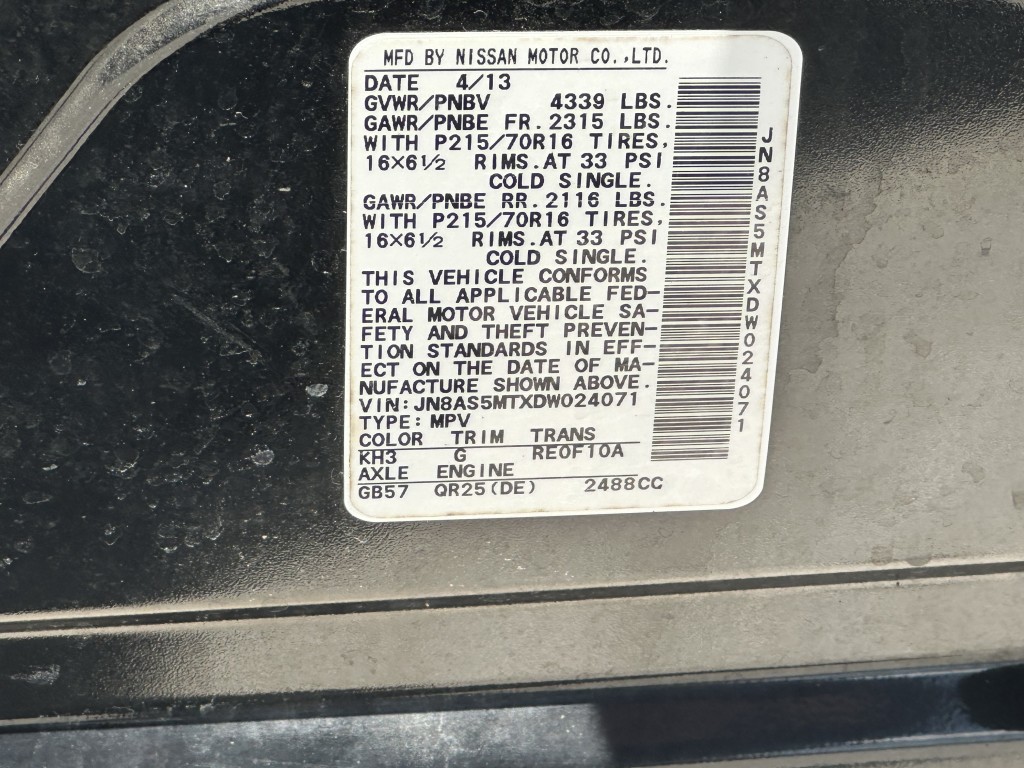 MFD BY NISSAN MOTOR CO.,LTD.
DATE 4/13
GVWR/PNBV 4339 LBS.
GAWR/PNBE FR.2315 LBS.
WITH P215/70R16 TIRES,
16×6½ RIMS.AT 33 PSI
COLD SINGLE.
GAWR/PNBE RR.2116 LBS.
WITH P215/70R16 TIRES,
16×6½ RIMS.AT 33 PSI
COLD SINGLE.
THIS VEHICLE CONFORMS
TO ALL APPLICABLE FED-
ERAL MOTOR VEHICLE SA-
FETY AND THEFT PREVEN-
TION STANDARDS IN EFF-
ECT ON THE DATE OF MA-
NUFACTURE SHOWN ABOVE.
VIN:JN8AS5MTXDW024071
TYPE:MPV
COLOR TRIM TRANS
KH3 G RE0F10A
AXLE ENGINE
GB57 QR25(DE) 2488CC
JN8AS5MTXDW024071